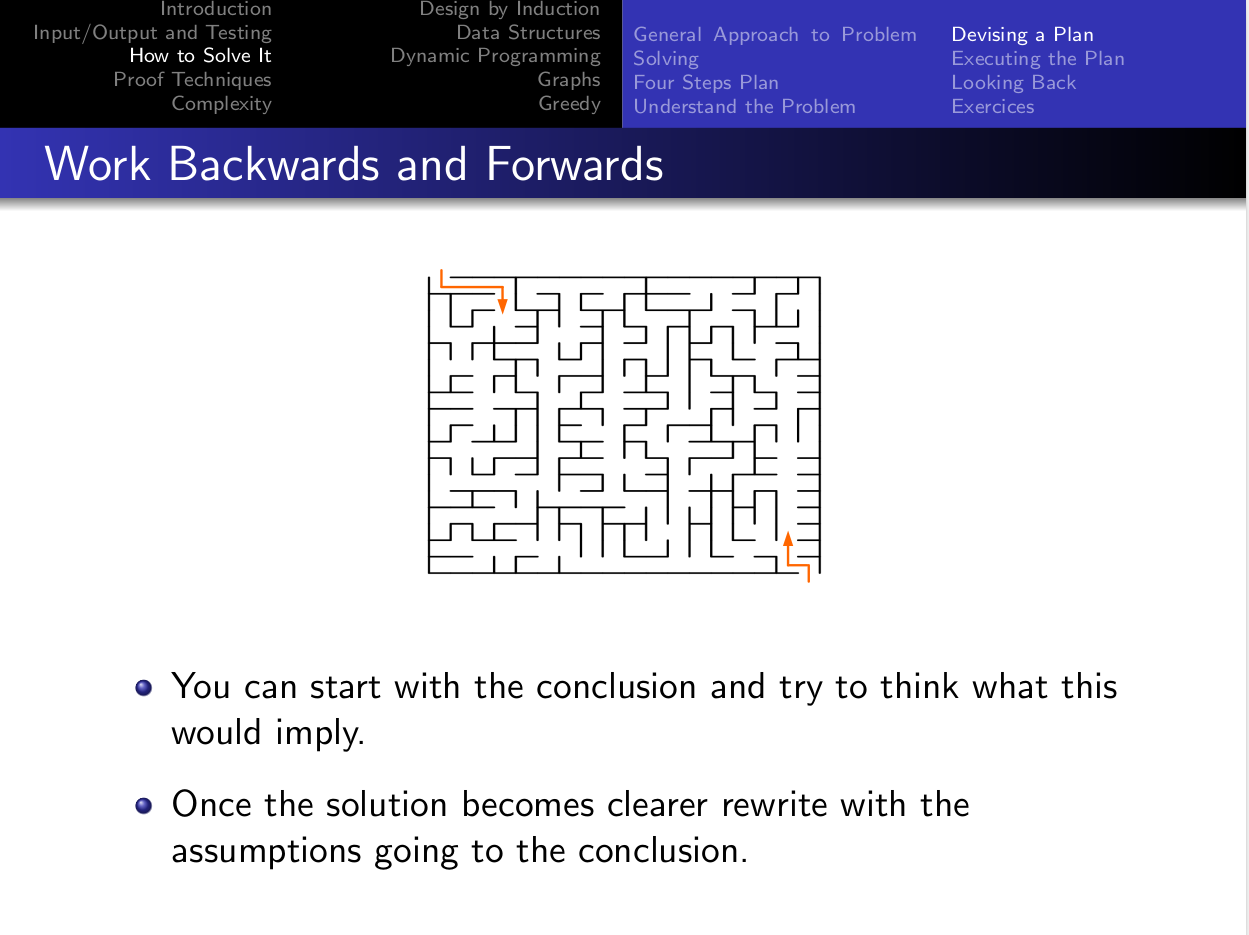 Introduction
Input/Output and Testing
How to Solve It
Proof Techniques
Complexity
Design by Induction
Data Structures
Dynamic Programming
Graphs
Greedy
General Approach to Problem
Solving
Four Steps Plan
Understand the Problem
Devising a Plan
Executing the Plan
Looking Back
Exercices
Work Backwards and Forwards
You can start with the conclusion and try to think what this
would imply.
Once the solution becomes clearer rewrite with the
assumptions going to the conclusion.